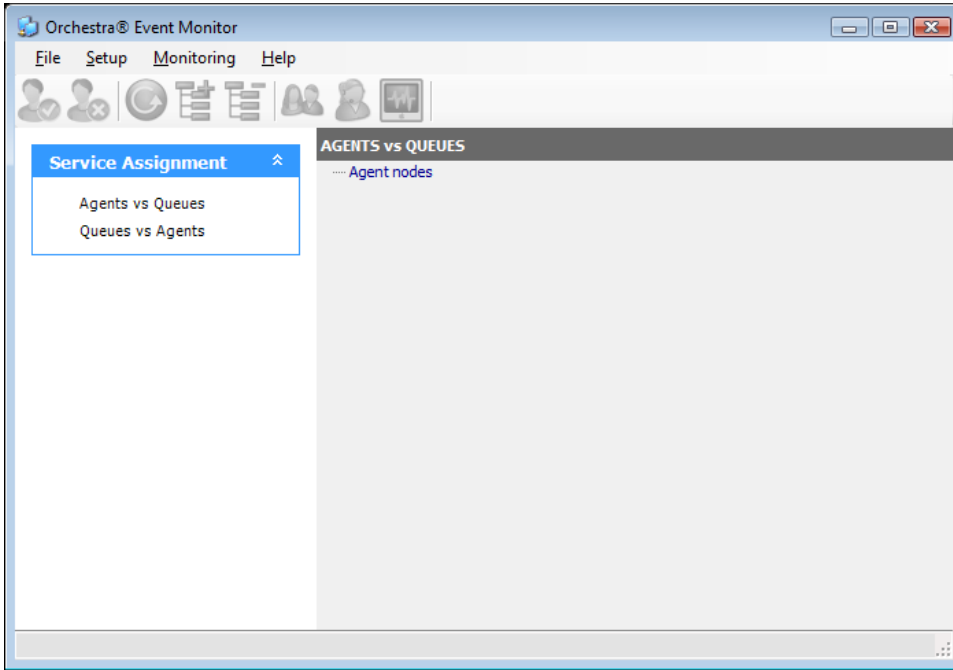 Orchestra® Event Monitor
File Setup Monitoring Help
Service Assignment
Agents vs Queues
Queues vs Agents
AGENTS vs QUEUES
Agent nodes